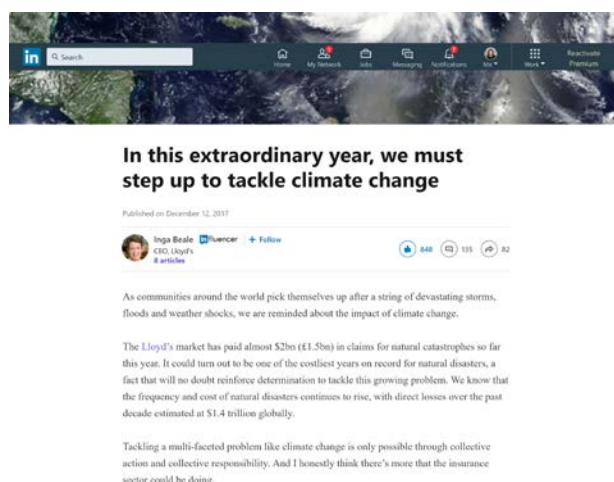 in
Search
Home
My Network
Jobs
Messaging
Notifications
Me
Work
Reactivate
Premium
In this extraordinary year, we must
step up to tackle climate change
Published on December 12, 2017
Inga Beale influencer + Follow
CEO, Lloyd's
8 articles
848
135
82
As communities around the world pick themselves up after a string of devastating storms,
floods and weather shocks, we are reminded about the impact of climate change.
The Lloyd's market has paid almost $2bn (£1.5bn) in claims for natural catastrophes so far
this year. It could turn out to be one of the costliest years on record for natural disasters, a
fact that will no doubt reinforce determination to tackle this growing problem. We know that
the frequency and cost of natural disasters continues to rise, with direct losses over the past
decade estimated at $1.4 trillion globally.
Tackling a multi-faceted problem like climate change is only possible through collective
action and collective responsibility. And I honestly think there's more that the insurance
sector could be doing.